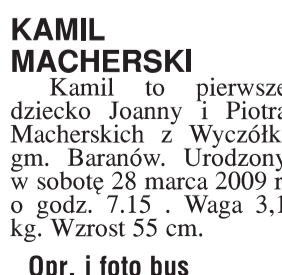 KAMIL
MACHERSKI
Kamil to pierwsze
dziecko Joanny i Piotra
Macherskich z Wyczółki
gm. Baranów. Urodzony
w sobotę 28 marca 2009 r
o godz. 7.15 . Waga 3,1
kg. Wzrost 55 cm.
Opr. i foto bus